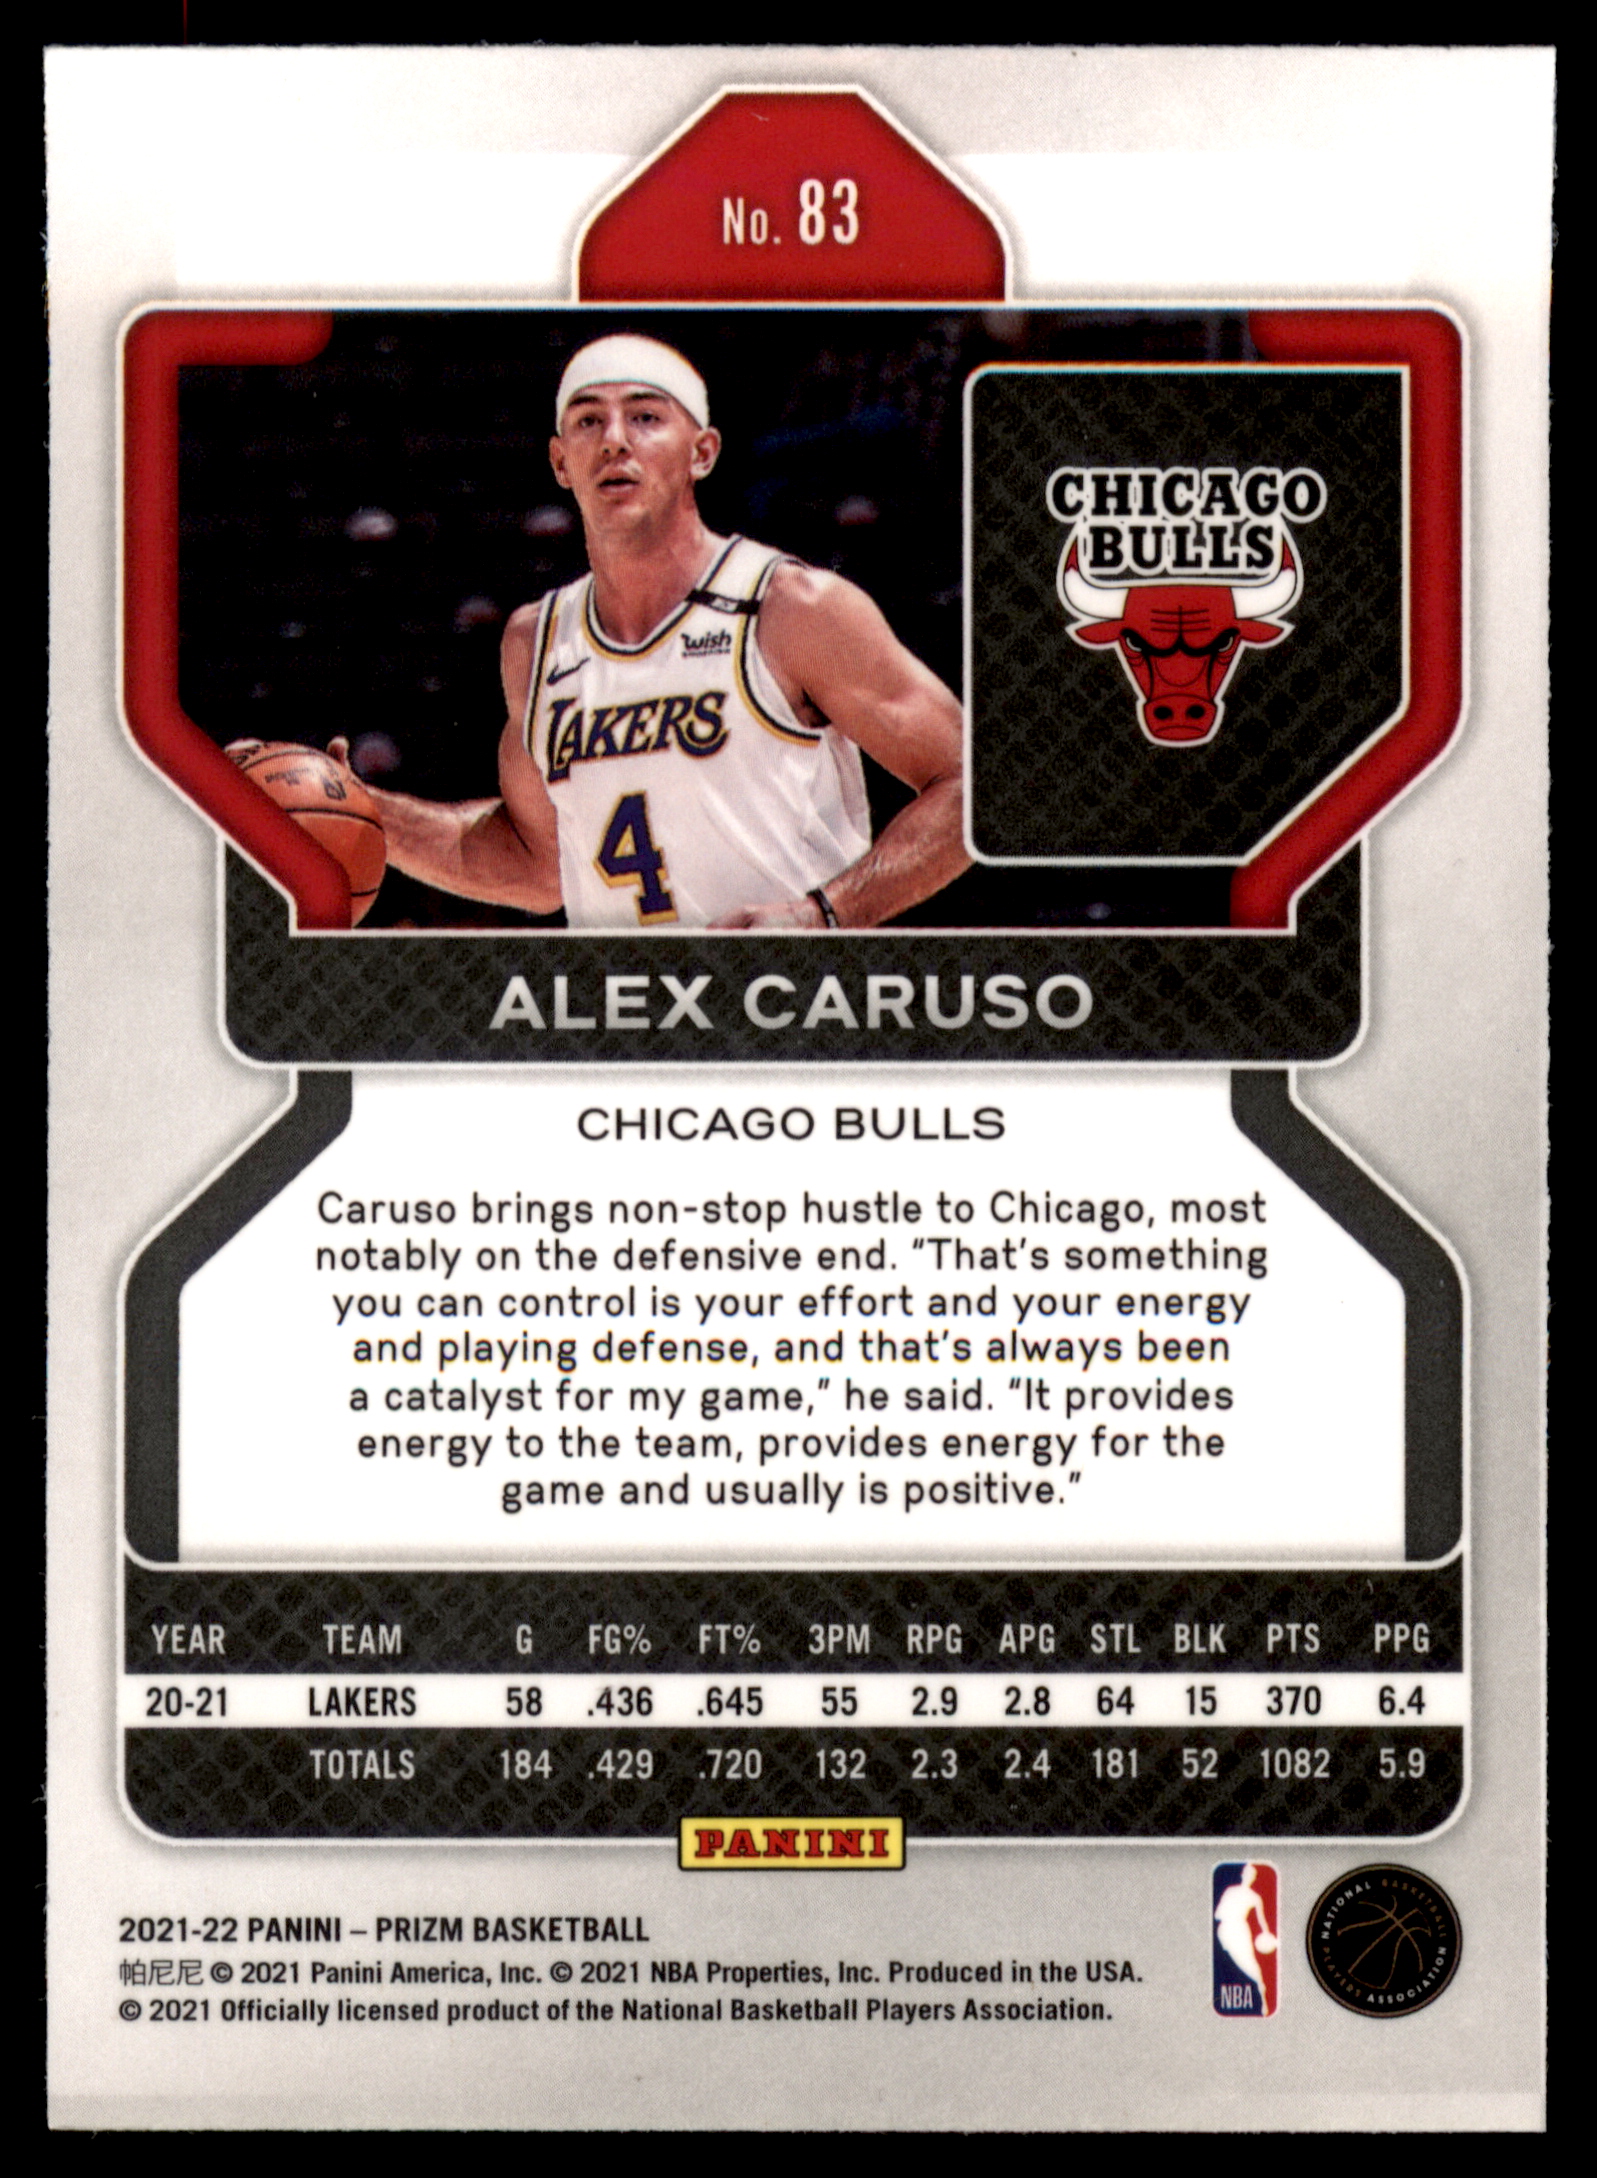 No. 83
CHICAGO
BULLS
wish
LAKERS
4
ALEX CARUSO
CHICAGO BULLS
Caruso brings non-stop hustle to Chicago, most
notably on the defensive end. "That's something
you can control is your effort and your energy
and playing defense, and that's always been
a catalyst for my game," he said. "It provides
energy to the team, provides energy for the
game and usually is positive."
YEAR TEAM G FG% FT% 3PM RPG APG STL BLK PTS PPG
20-21 LAKERS 58 .436 .645 55 2.9 2.8 64 15 370 6.4
TOTALS 184 .429 .720 132 2.3 2.4 181 52 1082 5.9
PANINI
2021-22 PANINI – PRIZM BASKETBALL
帕尼尼 © 2021 Panini America, Inc. © 2021 NBA Properties, Inc. Produced in the USA.
© 2021 Officially licensed product of the National Basketball Players Association.
NBA
NATIONAL BASKETBALL PLAYERS ASSOCIATION